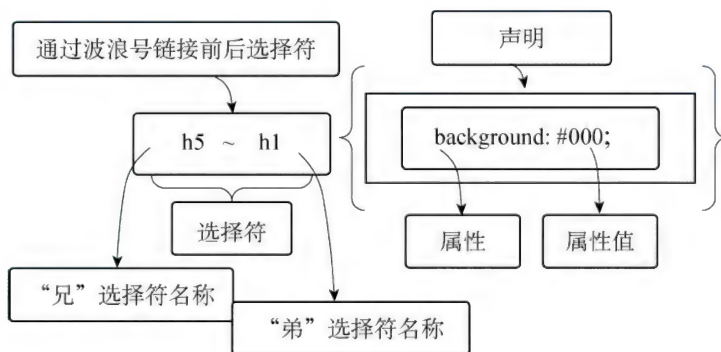 通过波浪号链接前后选择符
声明
h5 ~ h1
{
background: #000;
}
选择符
属性
属性值
“兄”选择符名称
“弟”选择符名称